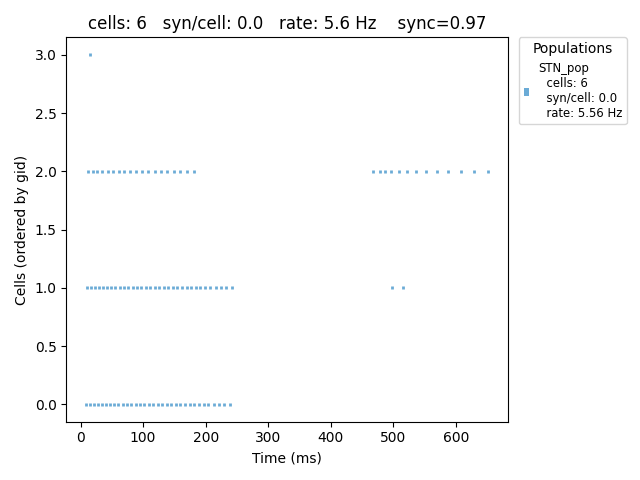 cells: 6   syn/cell: 0.0   rate: 5.6 Hz    sync=0.97
Populations
STN_pop
cells: 6
syn/cell: 0.0
rate: 5.56 Hz
Cells (ordered by gid)
3.0
2.5
2.0
1.5
1.0
0.5
0.0
0 100 200 300 400 500 600
Time (ms)